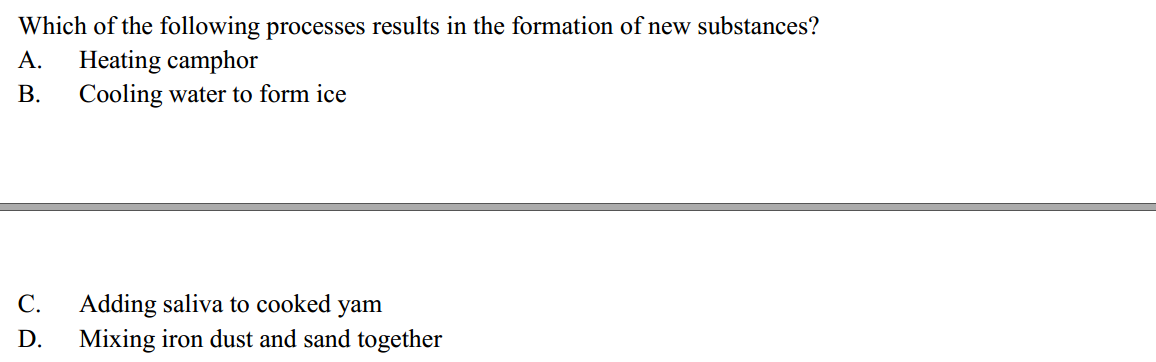 Which of the following processes results in the formation of new substances?
A. Heating camphor
B. Cooling water to form ice
C. Adding saliva to cooked yam
D. Mixing iron dust and sand together